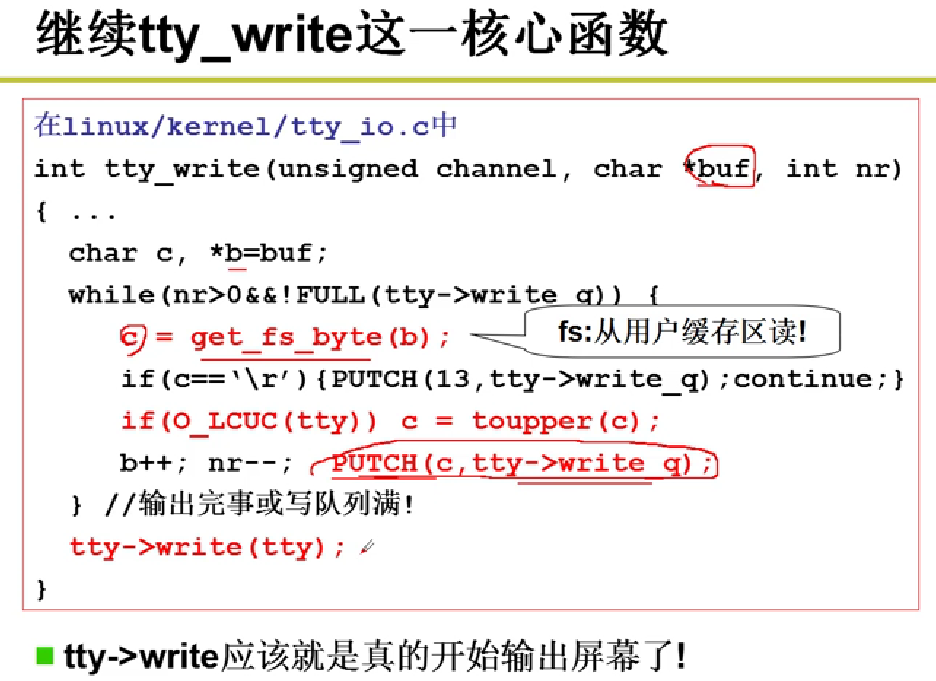 继续tty_write这一核心函数
在linux/kernel/tty_io.c中
int tty_write(unsigned channel, char *buf, int nr)
{ ...
char c, *b=buf;
while(nr>0&&!FULL(tty->write_q)) {
c = get_fs_byte(b);
fs:从用户缓存区读!
if(c==‘\r’){PUTCH(13,tty->write_q);continue;}
if(O_LCUC(tty)) c = toupper(c);
b++; nr--; PUTCH(c,tty->write_q);
} //输出完事或写队列满!
tty->write(tty);
}
tty->write应该就是真的开始输出屏幕了!